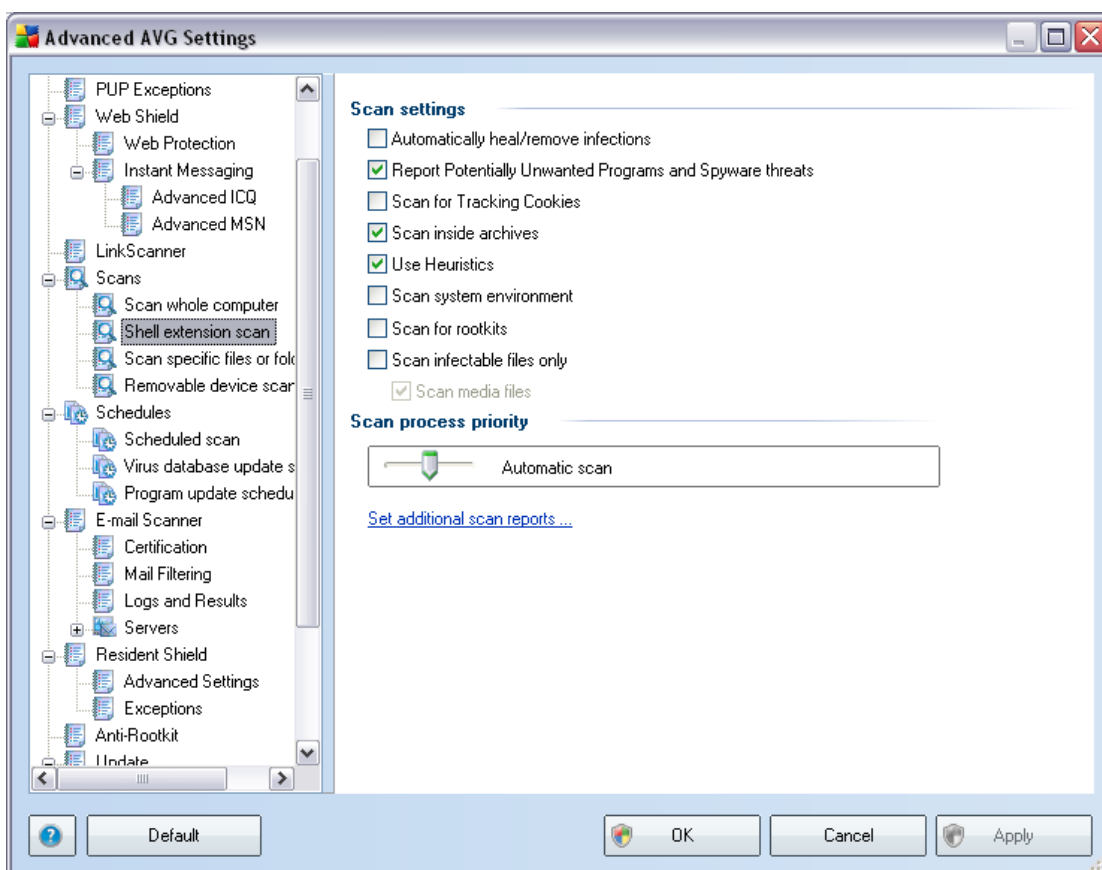 Advanced AVG Settings
PUP Exceptions
Web Shield
Web Protection
Instant Messaging
Advanced ICQ
Advanced MSN
LinkScanner
Scans
Scan whole computer
Shell extension scan
Scan specific files or fold
Removable device scan
Schedules
Scheduled scan
Virus database update s
Program update schedu
E-mail Scanner
Certification
Mail Filtering
Logs and Results
Servers
Resident Shield
Advanced Settings
Exceptions
Anti-Rootkit
Update
Scan settings
Automatically heal/remove infections
Report Potentially Unwanted Programs and Spyware threats
Scan for Tracking Cookies
Scan inside archives
Use Heuristics
Scan system environment
Scan for rootkits
Scan infectable files only
Scan media files
Scan process priority
Automatic scan
Set additional scan reports ...
Default
OK
Cancel
Apply